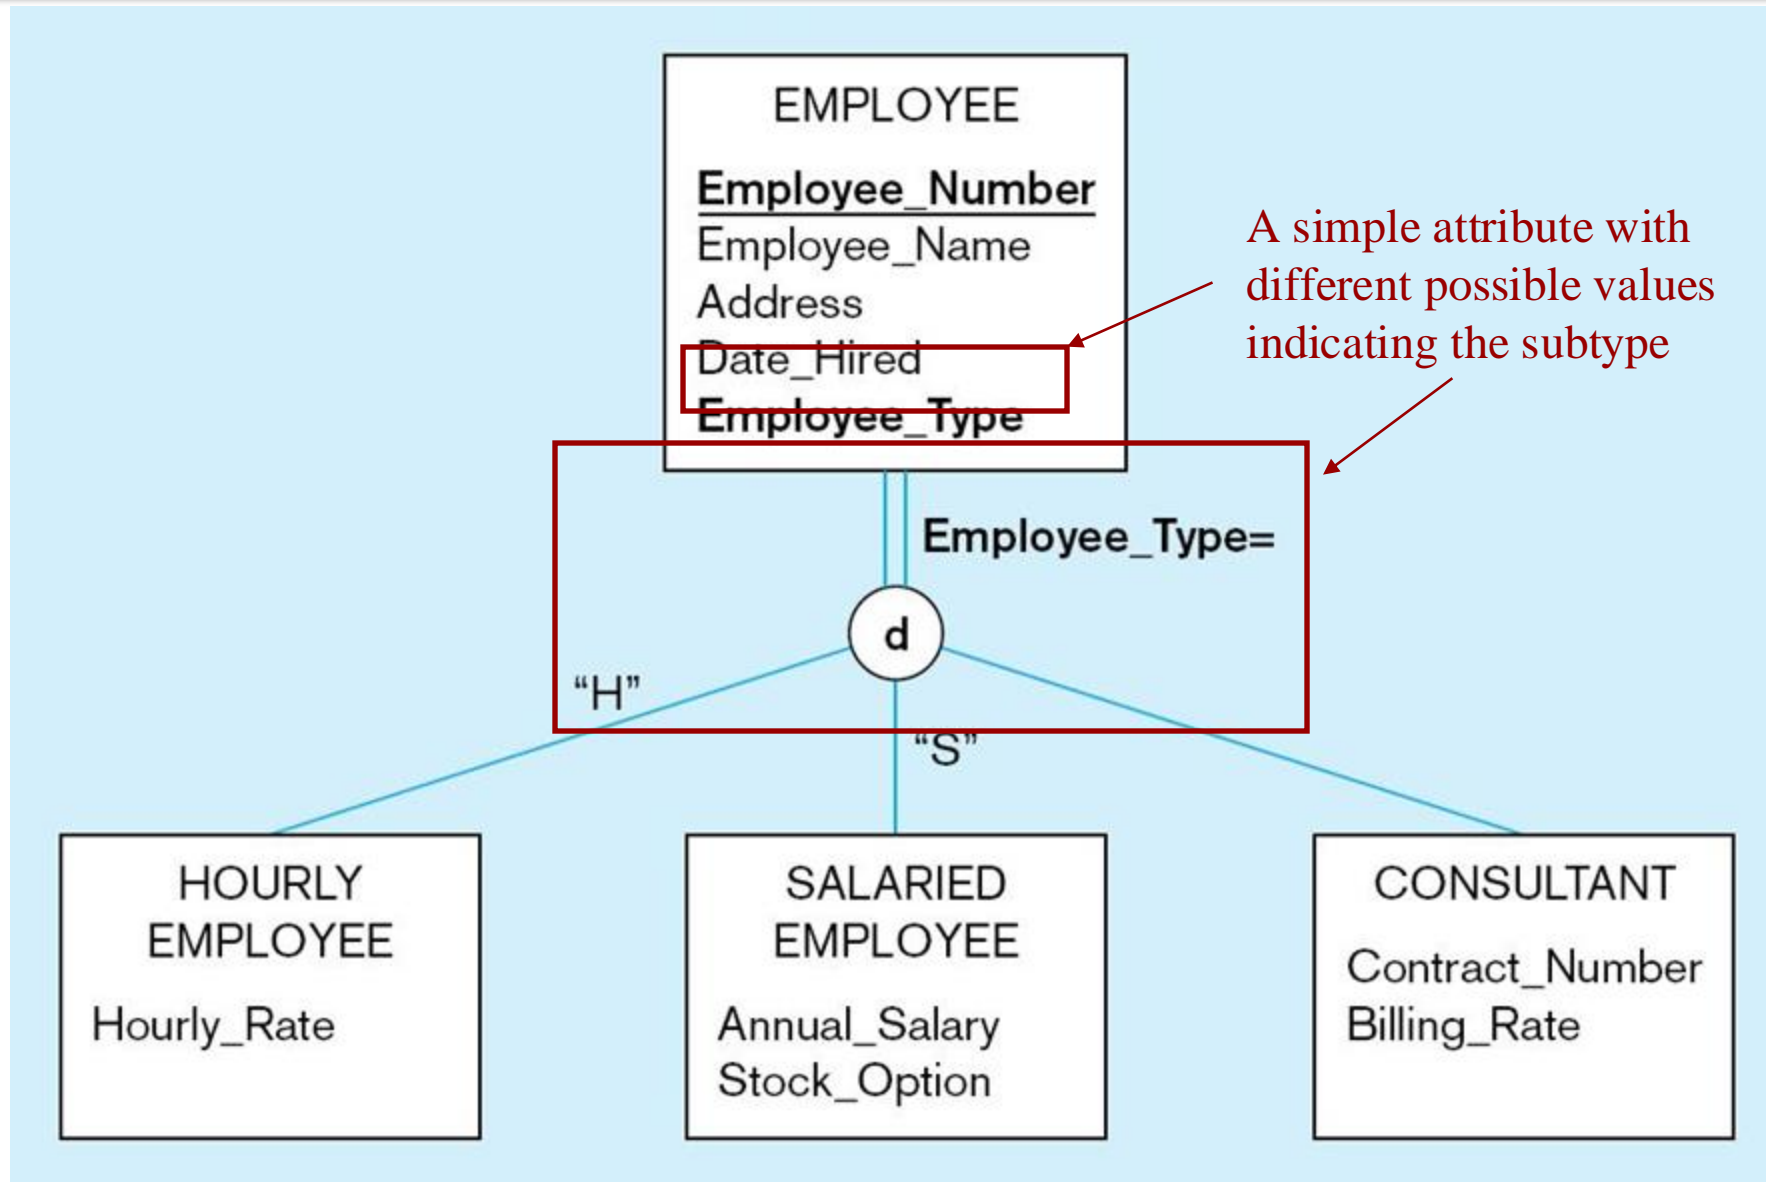 EMPLOYEE
Employee_Number
Employee_Name
Address
Date_Hired
Employee_Type
A simple attribute with
different possible values
indicating the subtype
Employee_Type=
d
“H”
“S”
HOURLY
EMPLOYEE
Hourly_Rate
SALARIED
EMPLOYEE
Annual_Salary
Stock_Option
CONSULTANT
Contract_Number
Billing_Rate